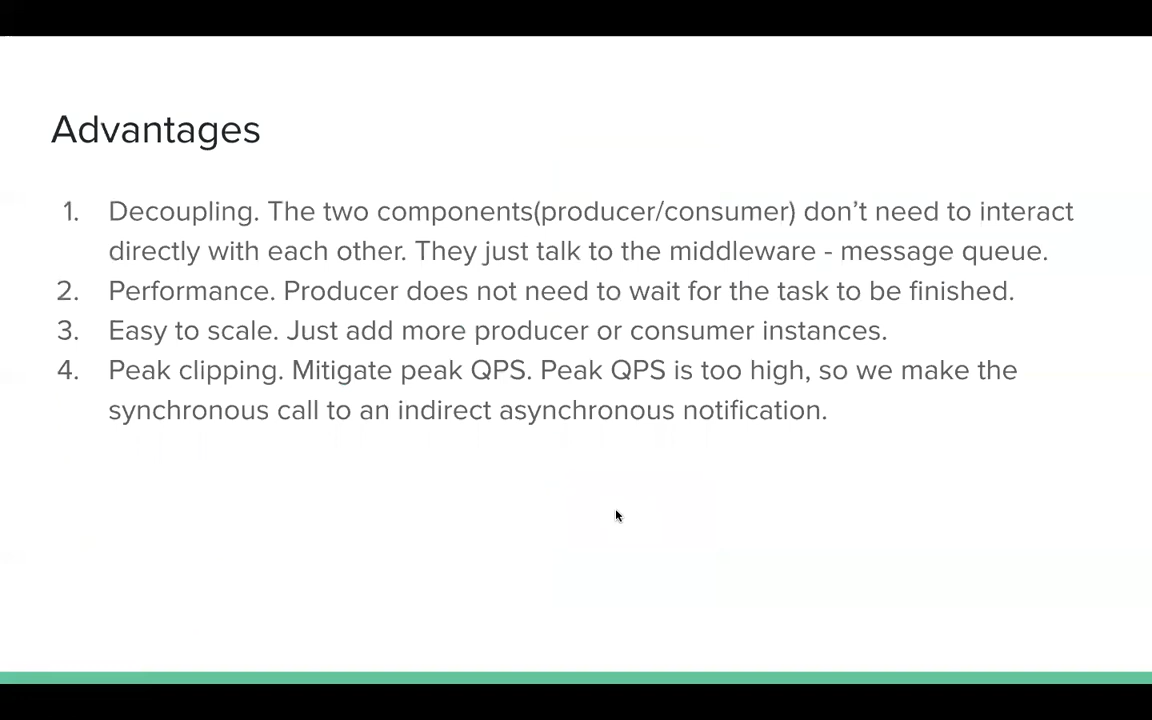 Advantages
1. Decoupling. The two components(producer/consumer) don’t need to interact
directly with each other. They just talk to the middleware - message queue.
2. Performance. Producer does not need to wait for the task to be finished.
3. Easy to scale. Just add more producer or consumer instances.
4. Peak clipping. Mitigate peak QPS. Peak QPS is too high, so we make the
synchronous call to an indirect asynchronous notification.